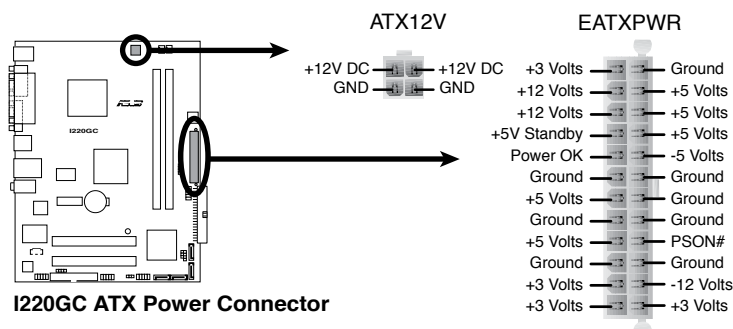 ATX12V EATXPWR
+12V DC +12V DC
GND GND
+3 Volts Ground
+12 Volts +5 Volts
+12 Volts +5 Volts
+5V Standby +5 Volts
Power OK -5 Volts
Ground Ground
+5 Volts Ground
Ground Ground
+5 Volts PSON#
Ground Ground
+3 Volts -12 Volts
+3 Volts +3 Volts
ASUS
I220GC
I220GC ATX Power Connector